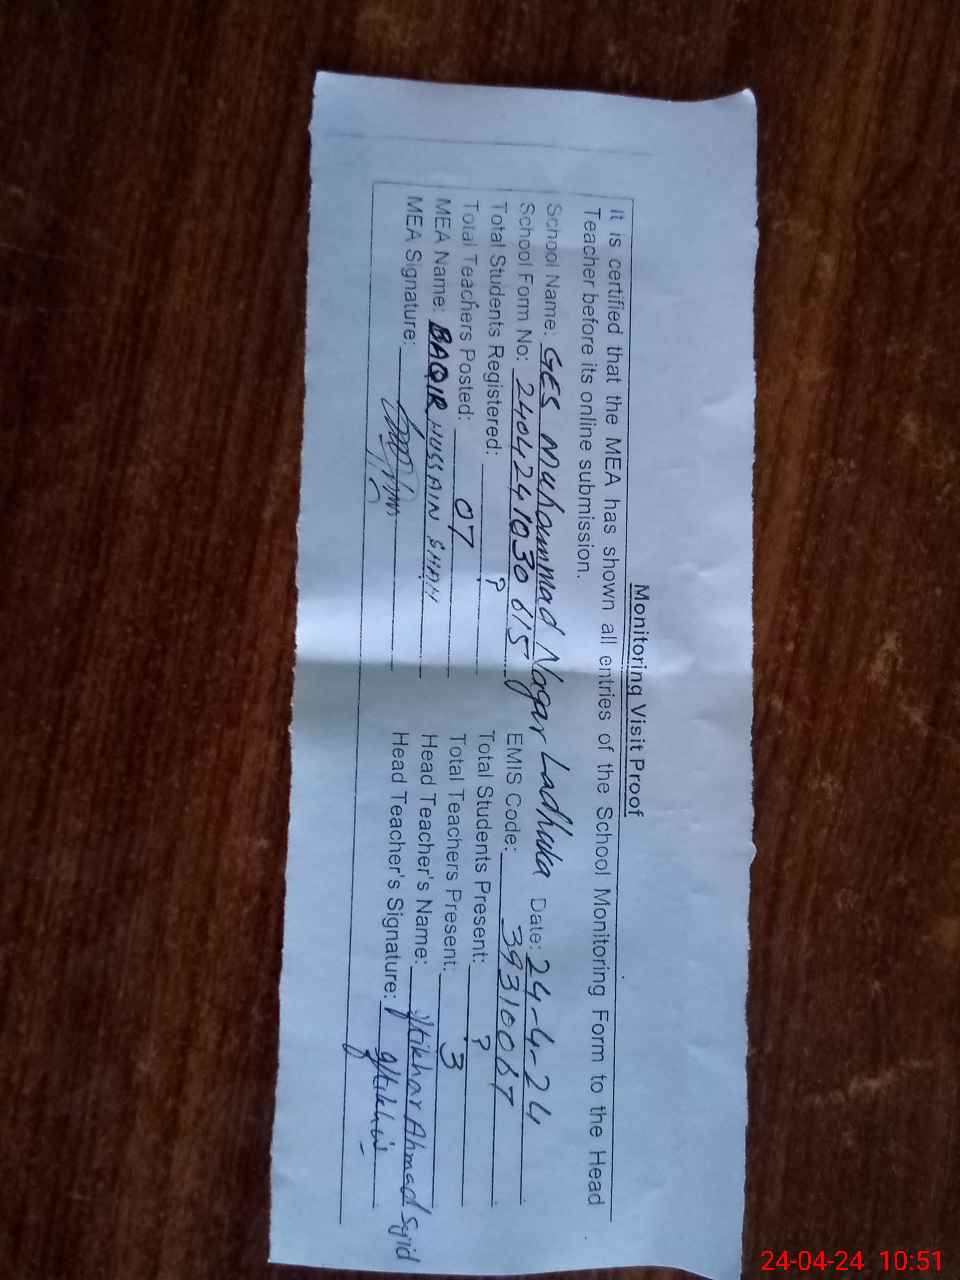 Monitoring Visit Proof
It is certified that the MEA has shown all entries of the School Monitoring Form to the Head
Teacher before its online submission.
School Name: GES Muhammad Nagar Ladhuka Date: 24-4-24
School Form No: 2404241030615 EMIS Code: 39310067
Total Students Registered: ? Total Students Present: ?
Total Teachers Posted: 07 Total Teachers Present: 3
MEA Name: BAQIR HUSSAIN SHAH Head Teacher's Name: Iftikhar Ahmad
MEA Signature: Head Teacher's Signature: Iftikhar
24-04-24 10:51